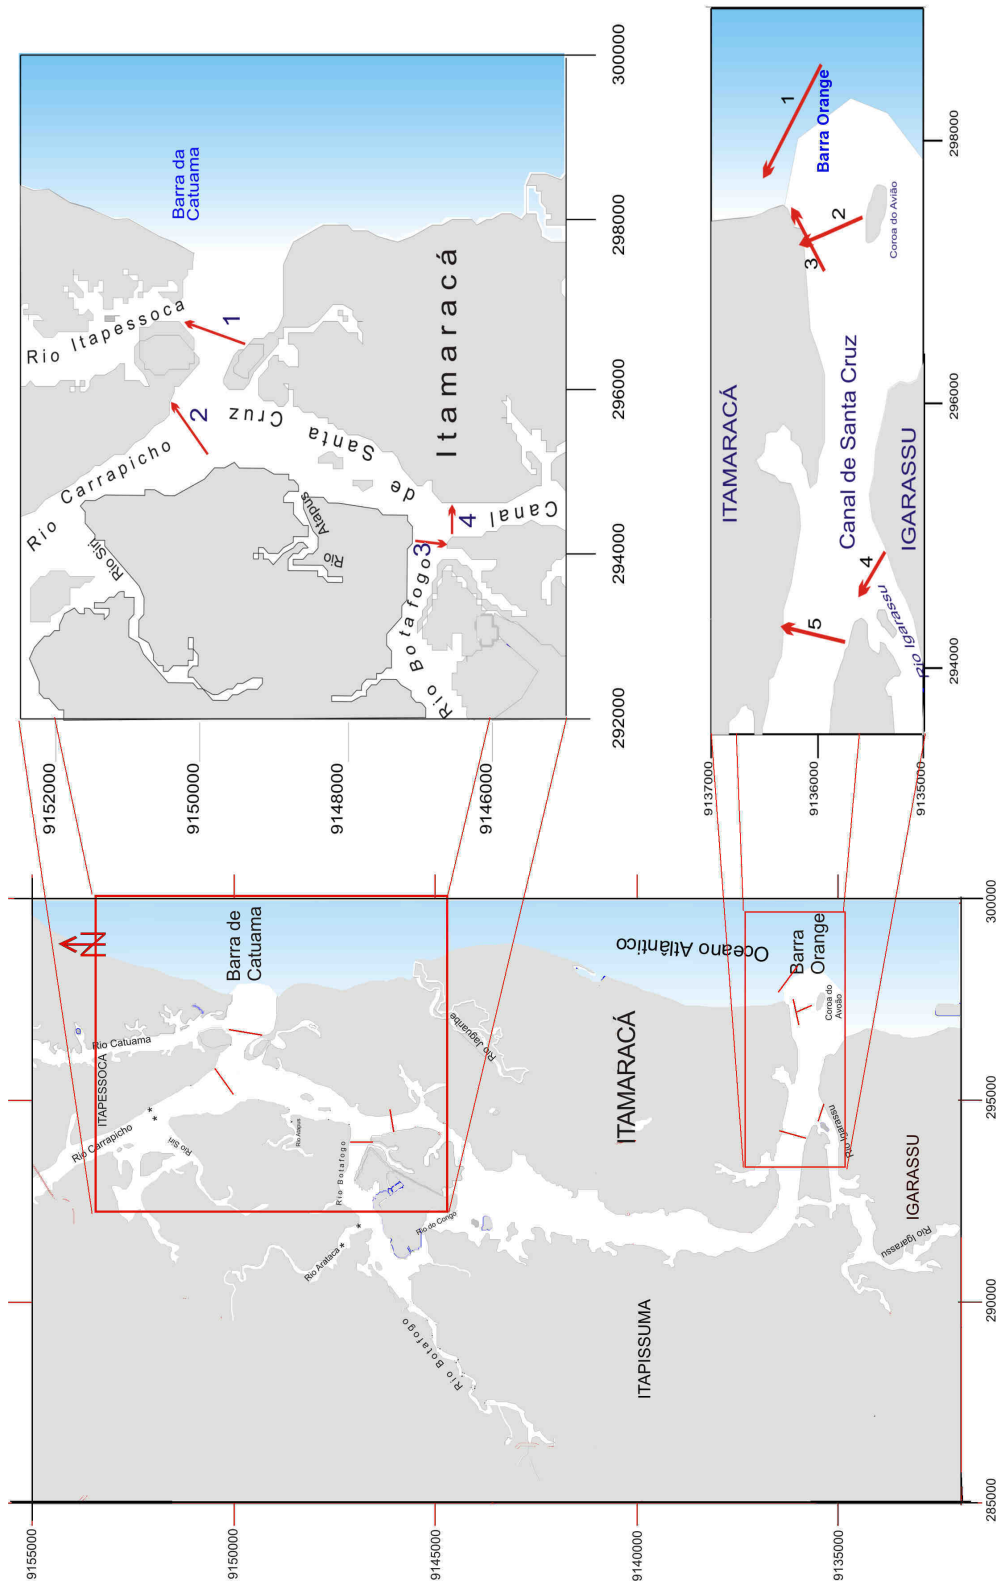 300000
298000
296000
294000
292000
9152000
9150000
9148000
9146000
Barra da
Catuama
Rio Itapessoca
Rio Carrapicho
Rio Siri
Rio
Atapus
Rio Botafogo
Canal
de
Santa
Cruz
Itamaracá
1
2
3
4
298000
296000
294000
9137000
9136000
9135000
Barra Orange
Coroa do Avião
ITAMARACÁ
Canal de Santa Cruz
IGARASSU
Rio Igarassu
1
2
3
4
5
N
300000
295000
290000
285000
9155000
9150000
9145000
9140000
9135000
Barra de
Catuama
Oceano Atlântico
Barra
Orange
Coroa do
Avoão
Rio Catuama
ITAPESSOCA
Rio Carrapicho
* *
Rio Siri
Rio Atapus
Rio Botafogo
Rio Jaguaribe
Rio do Congo
Rio Arataca * *
Rio Botafogo
ITAMARACÁ
ITAPISSUMA
Rio Igarassu
IGARASSU
Rio Igarassu